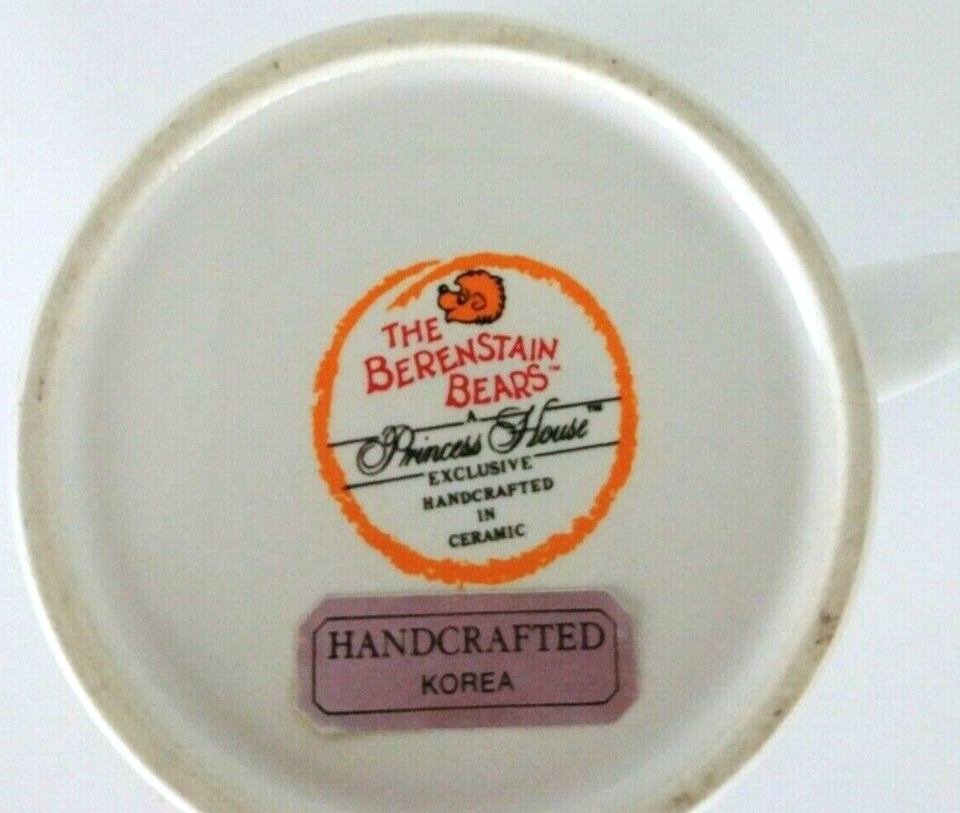 THE
BERENSTAIN
BEARS™
A
Princess House™
EXCLUSIVE
HANDCRAFTED
IN
CERAMIC
HANDCRAFTED
KOREA